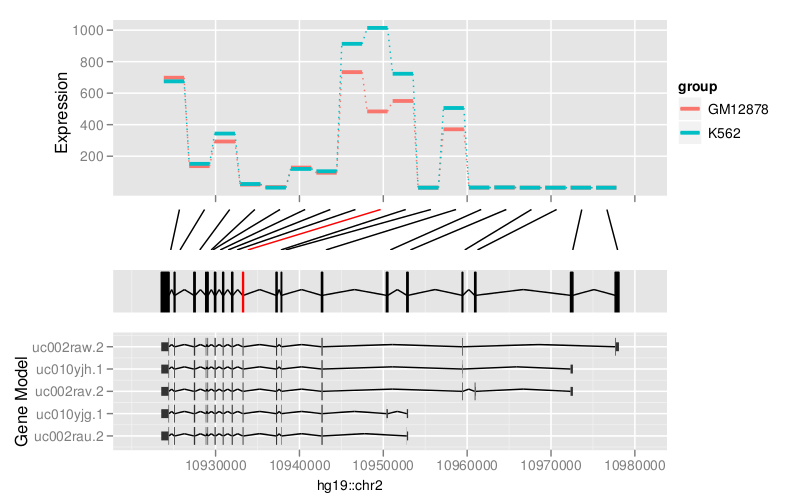 1000
800
600
400
200
Expression
group
GM12878
K562
uc002raw.2
uc010yjh.1
uc002rav.2
uc010yjg.1
uc002rau.2
Gene Model
10930000 10940000 10950000 10960000 10970000 10980000
hg19::chr2